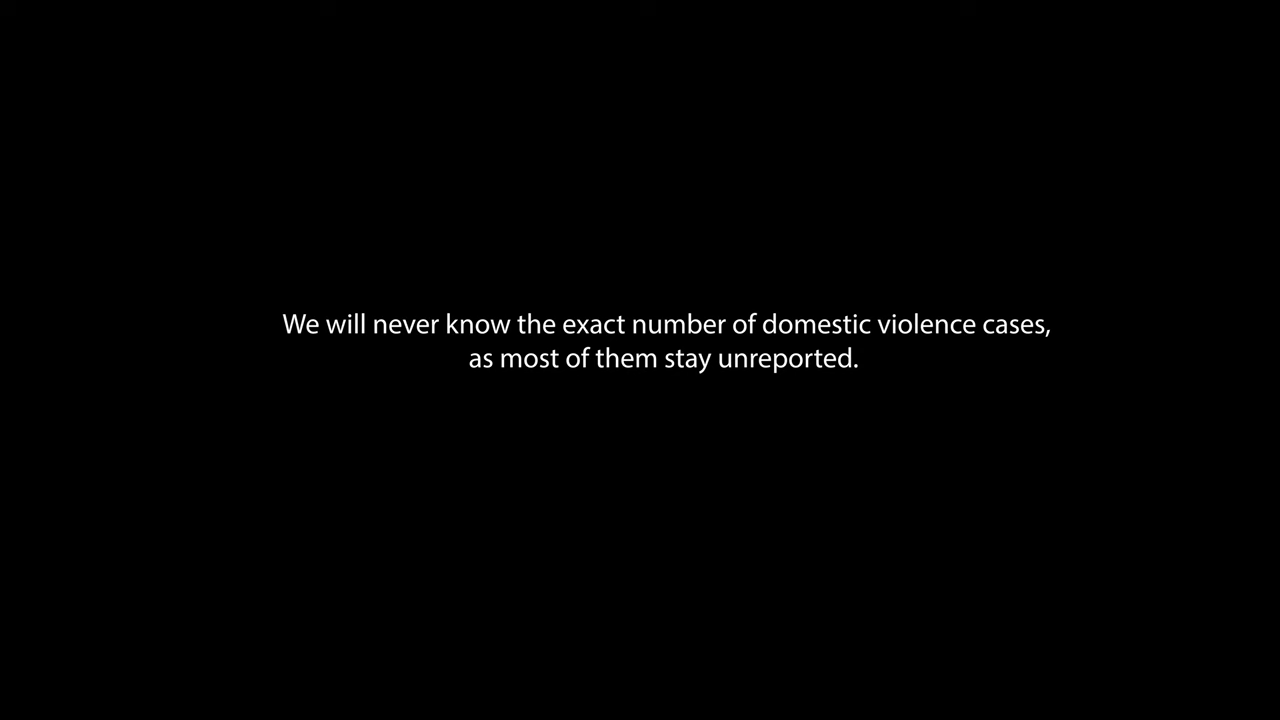 We will never know the exact number of domestic violence cases,
as most of them stay unreported.